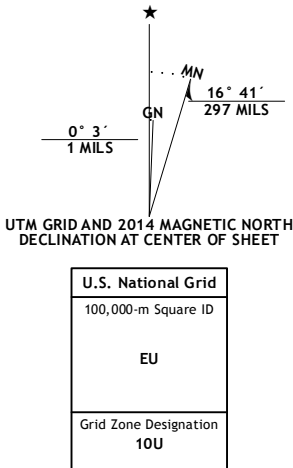 ★
MN
GN
16° 41´
297 MILS
0° 3´
1 MILS
UTM GRID AND 2014 MAGNETIC NORTH
DECLINATION AT CENTER OF SHEET
U.S. National Grid
100,000-m Square ID
EU
Grid Zone Designation
10U